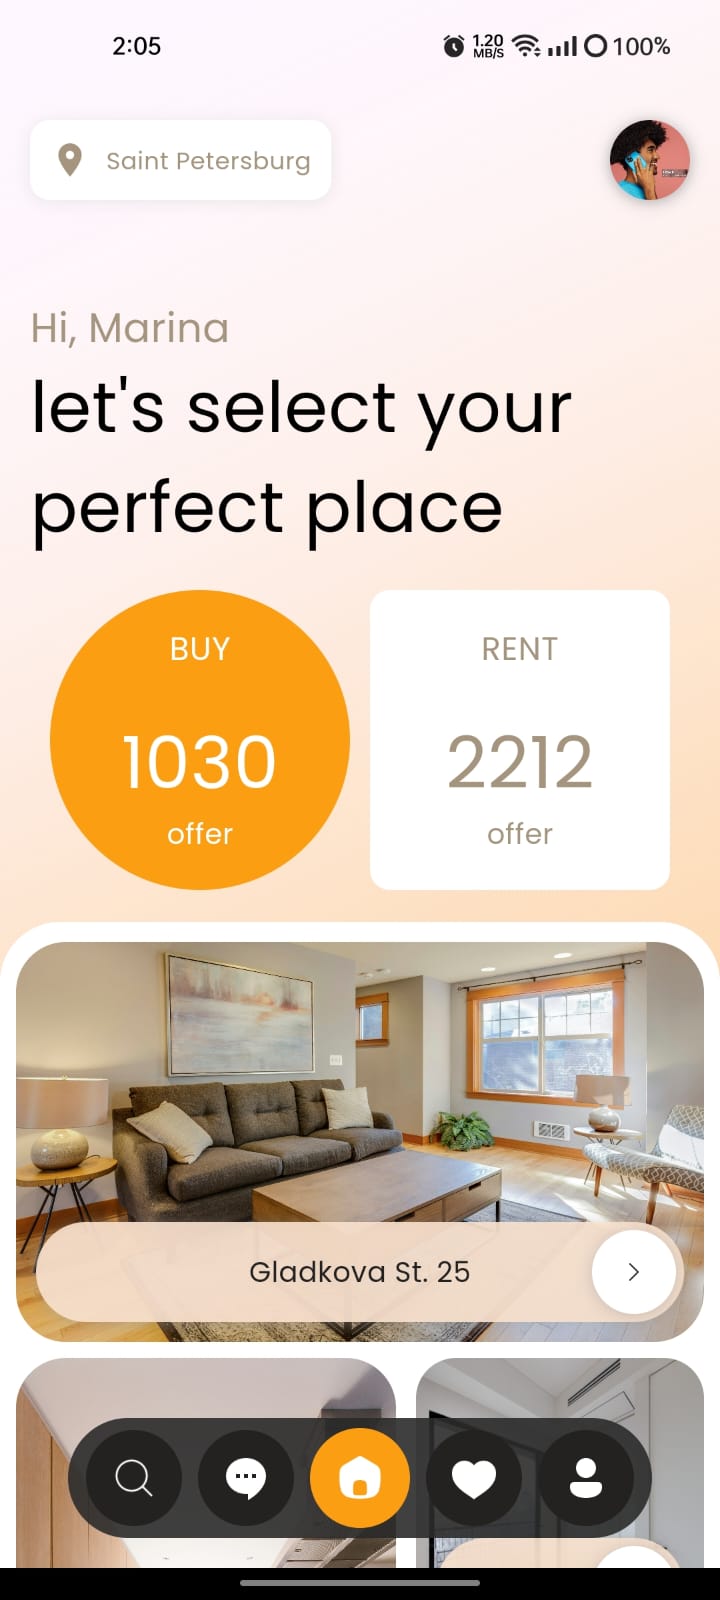 2:05
1.20
MB/S
100%
Saint Petersburg
Hi, Marina
let's select your
perfect place
BUY
1030
offer
RENT
2212
offer
Gladkova St. 25